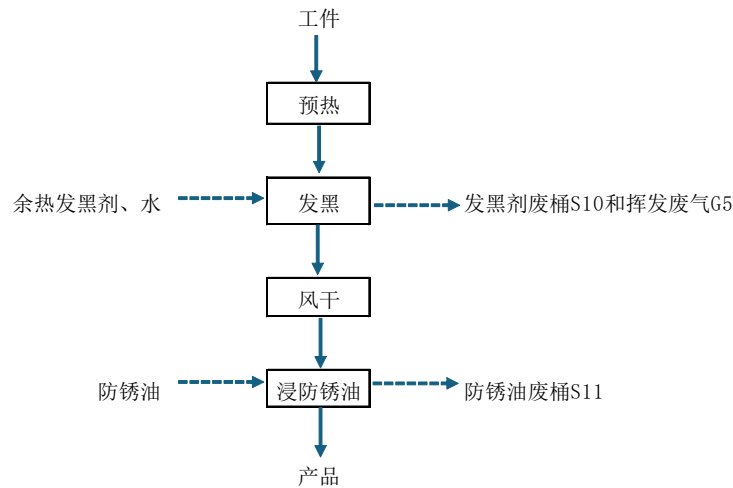 工件
预热
余热发黑剂、水
发黑
发黑剂废桶S10和挥发废气G5
风干
防锈油
浸防锈油
防锈油废桶S11
产品